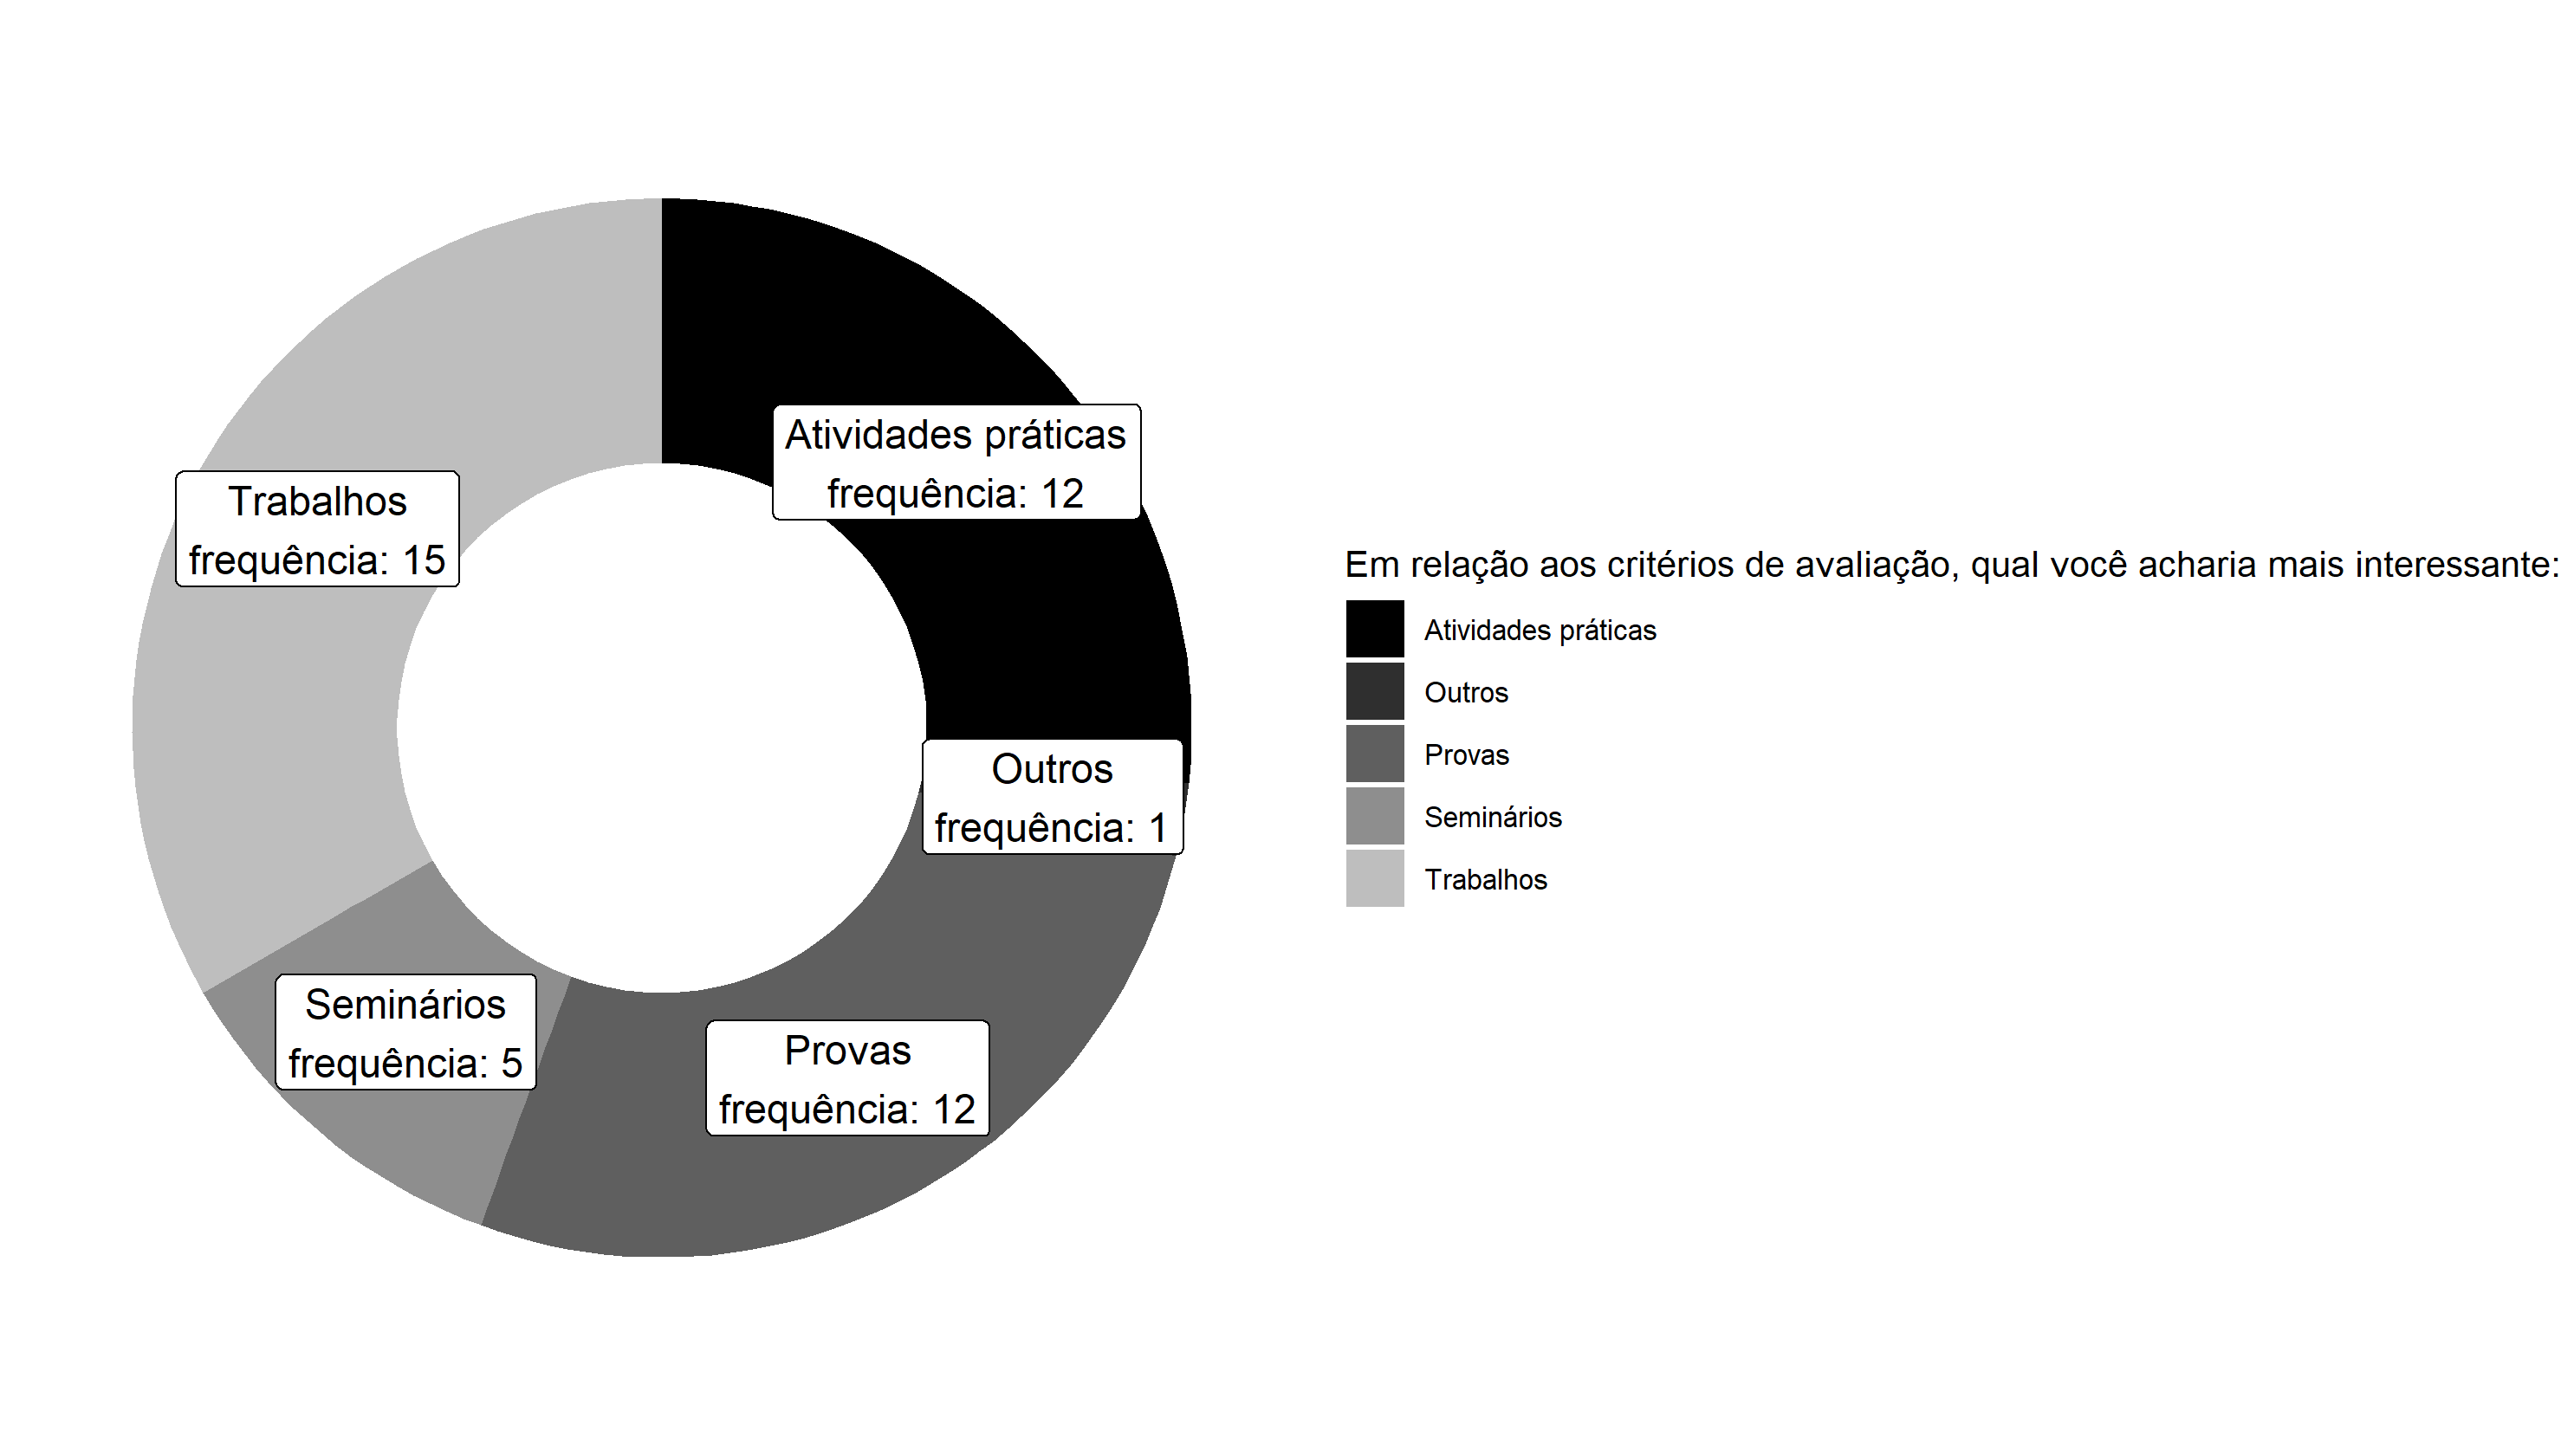 Atividades práticas
frequência: 12
Trabalhos
frequência: 15
Outros
frequência: 1
Seminários
frequência: 5
Provas
frequência: 12
Em relação aos critérios de avaliação, qual você acharia mais interessante:
Atividades práticas
Outros
Provas
Seminários
Trabalhos